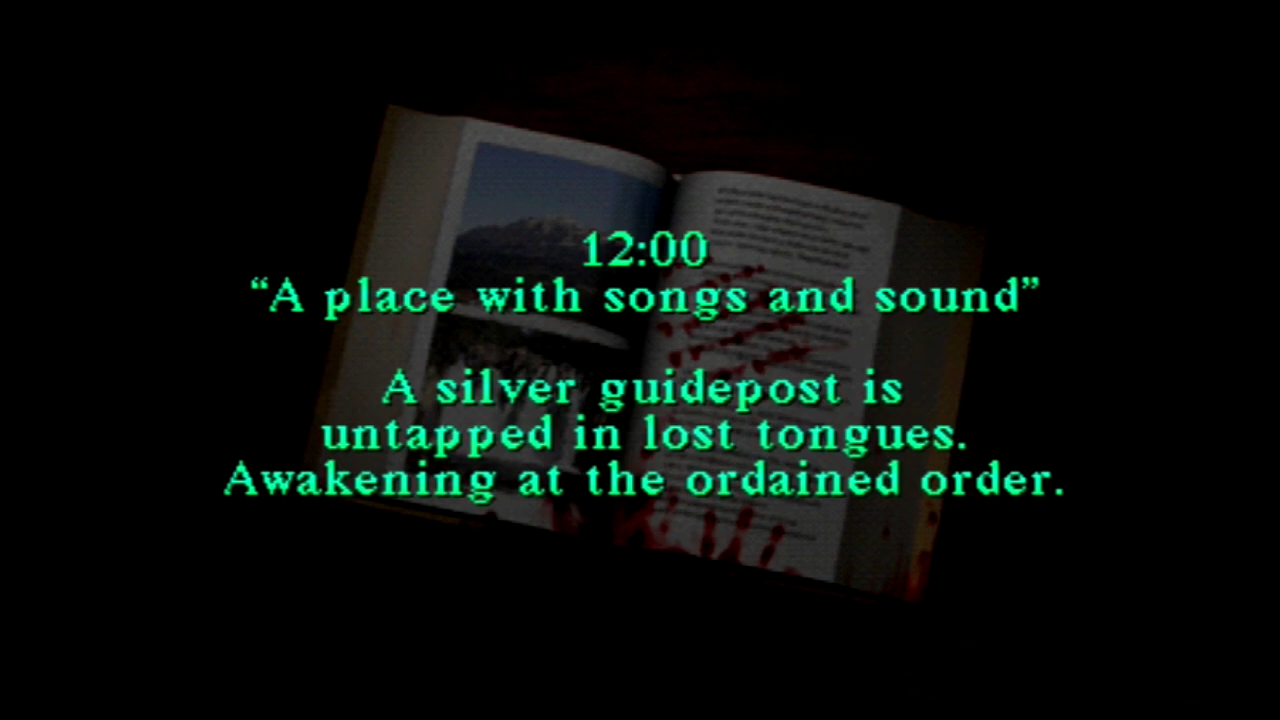 12:00
“A place with songs and sound”
A silver guidepost is
untapped in lost tongues.
Awakening at the ordained order.